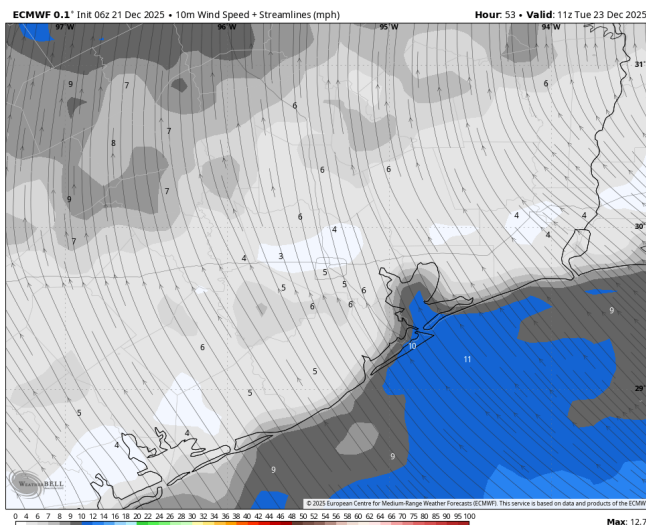 ECMWF 0.1° Init 06z 21 Dec 2025 • 10m Wind Speed + Streamlines (mph) Hour: 53 • Valid: 11z Tue 23 Dec 2025
97°W 96°W 95°W 94°W
31°
9 7 6 6
8 7
6 6
9 7
6 4 4 4
7 4 30°
4 3
5
5 5 6
6 6 9
6 10
11
5
5 29°
5
4 4
9 9
WeatherBELL
© 2025 European Centre for Medium-Range Weather Forecasts (ECMWF). This service is based on data and products of the ECMW
0 4 6 7 8 9 10 12 14 16 18 20 22 24 26 28 30 32 34 36 38 40 42 44 46 48 50 52 54 56 58 60 65 70 75 80 85 90 95 100 Max: 12.7